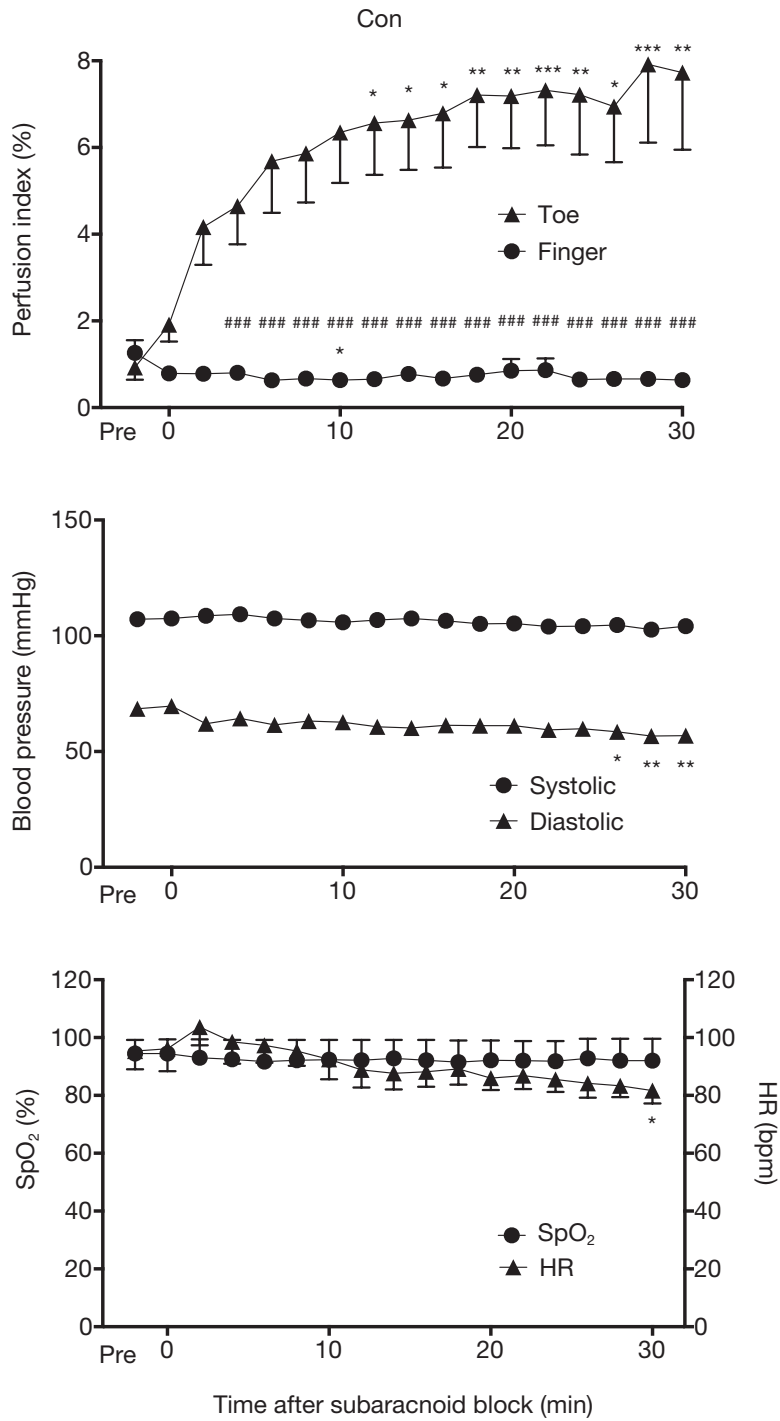 Con
Perfusion index (%)
8
6
4
2
0
* * * ** ** *** ** * *** **
Toe
Finger
### ### ### ### ### ### ### ### ### ### ### ### ### ###
*
Pre 0 10 20 30
Blood pressure (mmHg)
150
100
50
0
* ** **
Systolic
Diastolic
Pre 0 10 20 30
SpO₂ (%)
120
100
80
60
40
20
0
HR (bpm)
120
100
80
60
40
20
0
*
SpO₂
HR
Pre 0 10 20 30
Time after subaracnoid block (min)